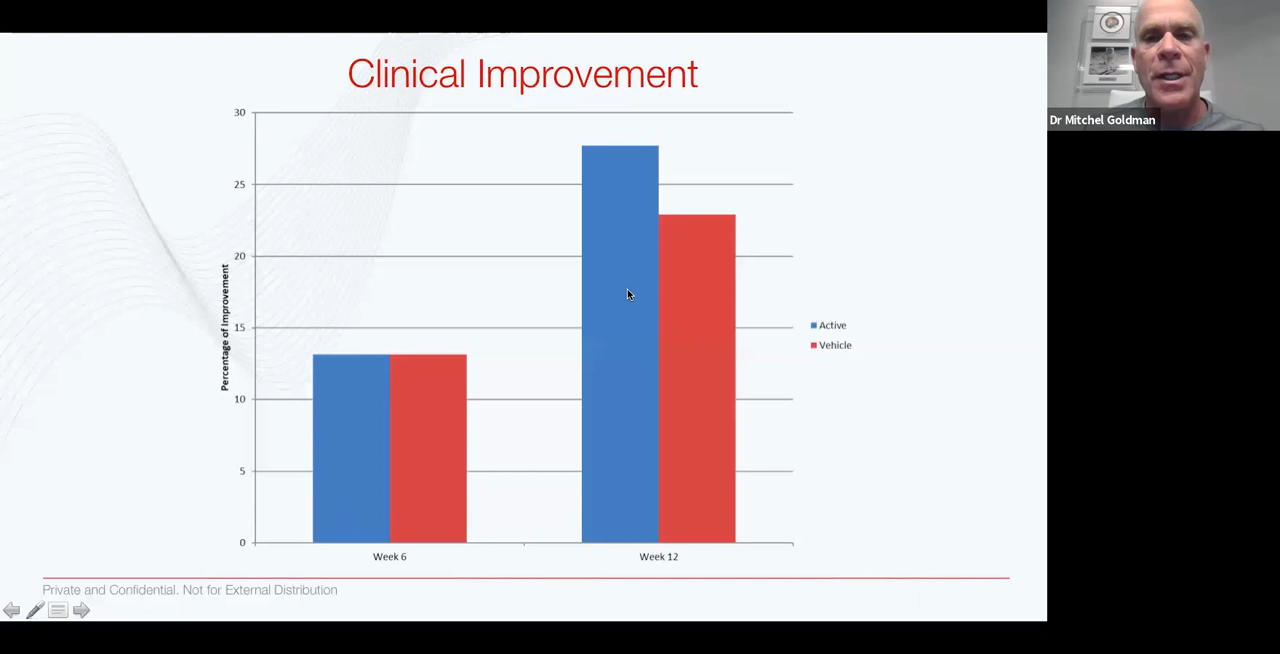 Clinical Improvement
30
25
20
15
10
5
0
Percentage of Improvement
Week 6
Week 12
Active
Vehicle
Private and Confidential. Not for External Distribution
Dr Mitchel Goldman